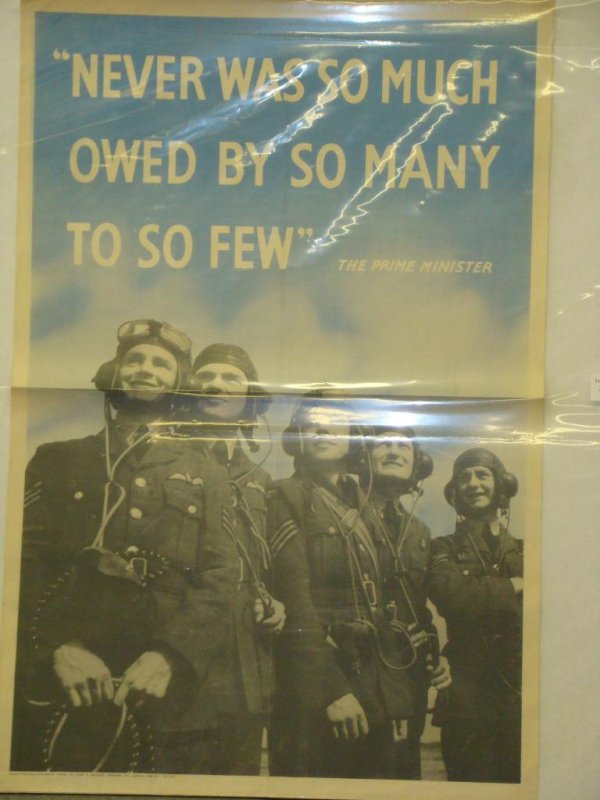 “NEVER WAS SO MUCH
OWED BY SO MANY
TO SO FEW”
THE PRIME MINISTER